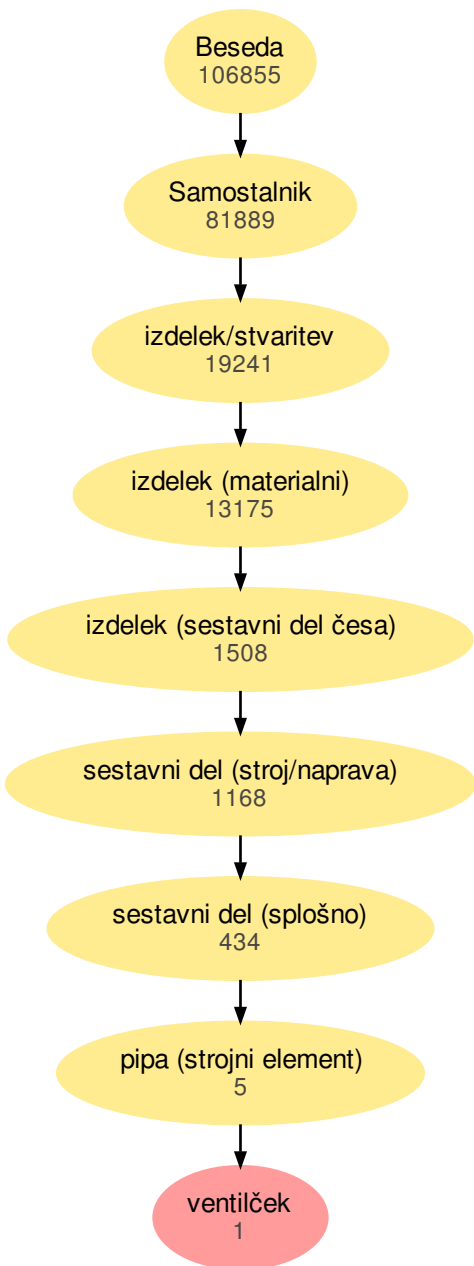 Beseda
106855
Samostalnik
81889
izdelek/stvaritev
19241
izdelek (materialni)
13175
izdelek (sestavni del česa)
1508
sestavni del (stroj/naprava)
1168
sestavni del (splošno)
434
pipa (strojni element)
5
ventilček
1